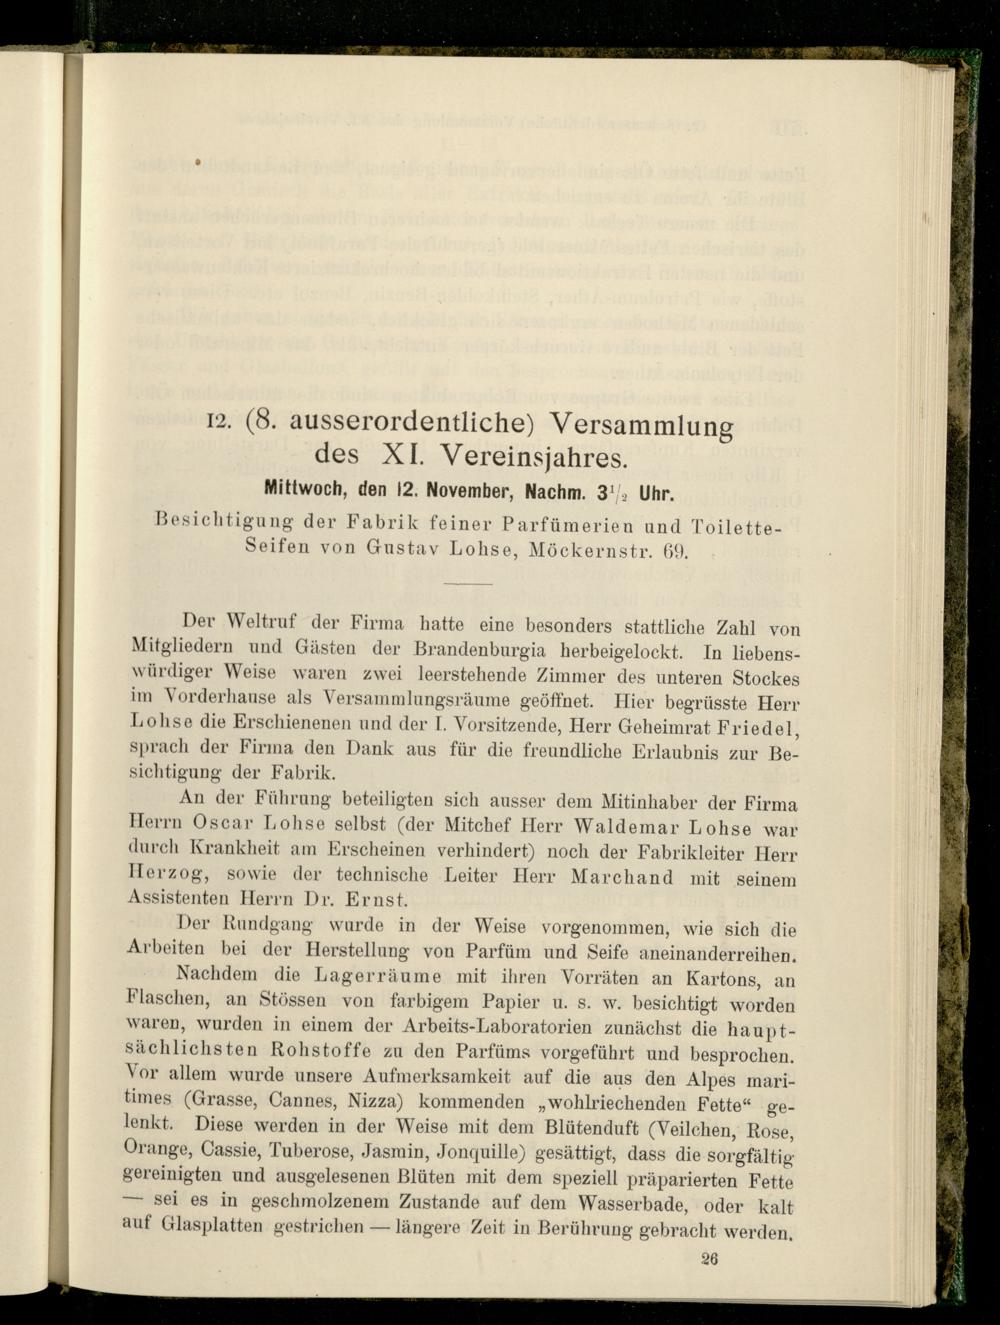 12. (8. ausserordentliche) Versammlung
des XI. Vereinsjahres.
Mittwoch, den 12. November, Nachm. 3½ Uhr.
Besichtigung der Fabrik feiner Parfümerien und Toilette-
Seifen von Gustav Lohse, Möckernstr. 69.
Der Weltruf der Firma hatte eine besonders stattliche Zahl von
Mitgliedern und Gästen der Brandenburgia herbeigelockt. In liebens-
würdiger Weise waren zwei leerstehende Zimmer des unteren Stockes
im Vorderhause als Versammlungsräume geöffnet. Hier begrüsste Herr
Lohse die Erschienenen und der I. Vorsitzende, Herr Geheimrat Friedel,
sprach der Firma den Dank aus für die freundliche Erlaubnis zur Be-
sichtigung der Fabrik.
An der Führung beteiligten sich ausser dem Mitinhaber der Firma
Herrn Oscar Lohse selbst (der Mitchef Herr Waldemar Lohse war
durch Krankheit am Erscheinen verhindert) noch der Fabrikleiter Herr
Herzog, sowie der technische Leiter Herr Marchand mit seinem
Assistenten Herrn Dr. Ernst.
Der Rundgang wurde in der Weise vorgenommen, wie sich die
Arbeiten bei der Herstellung von Parfüm und Seife aneinanderreihen.
Nachdem die Lagerräume mit ihren Vorräten an Kartons, an
Flaschen, an Stössen von farbigem Papier u. s. w. besichtigt worden
waren, wurden in einem der Arbeits-Laboratorien zunächst die haupt-
sächlichsten Rohstoffe zu den Parfüms vorgeführt und besprochen.
Vor allem wurde unsere Aufmerksamkeit auf die aus den Alpes mari-
times (Grasse, Cannes, Nizza) kommenden „wohlriechenden Fette“ ge-
lenkt. Diese werden in der Weise mit dem Blütenduft (Veilchen, Rose,
Orange, Cassie, Tuberose, Jasmin, Jonquille) gesättigt, dass die sorgfältig
gereinigten und ausgelesenen Blüten mit dem speziell präparierten Fette
— sei es in geschmolzenem Zustande auf dem Wasserbade, oder kalt
auf Glasplatten gestrichen — längere Zeit in Berührung gebracht werden.
26